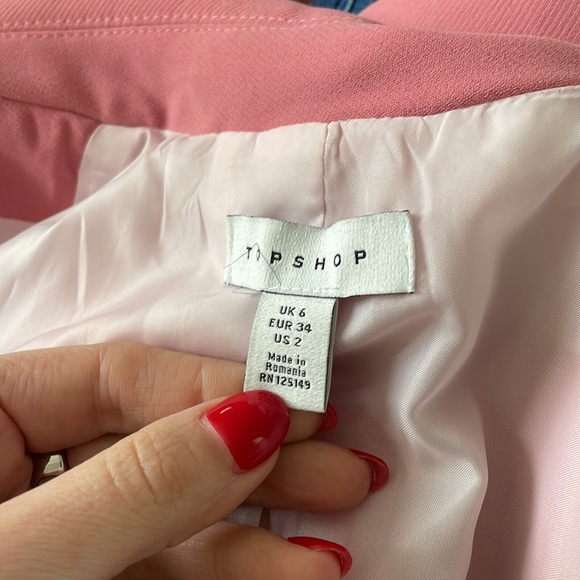 TOPSHOP
UK 6
EUR 34
US 2
Made in
Romania
RN 125149